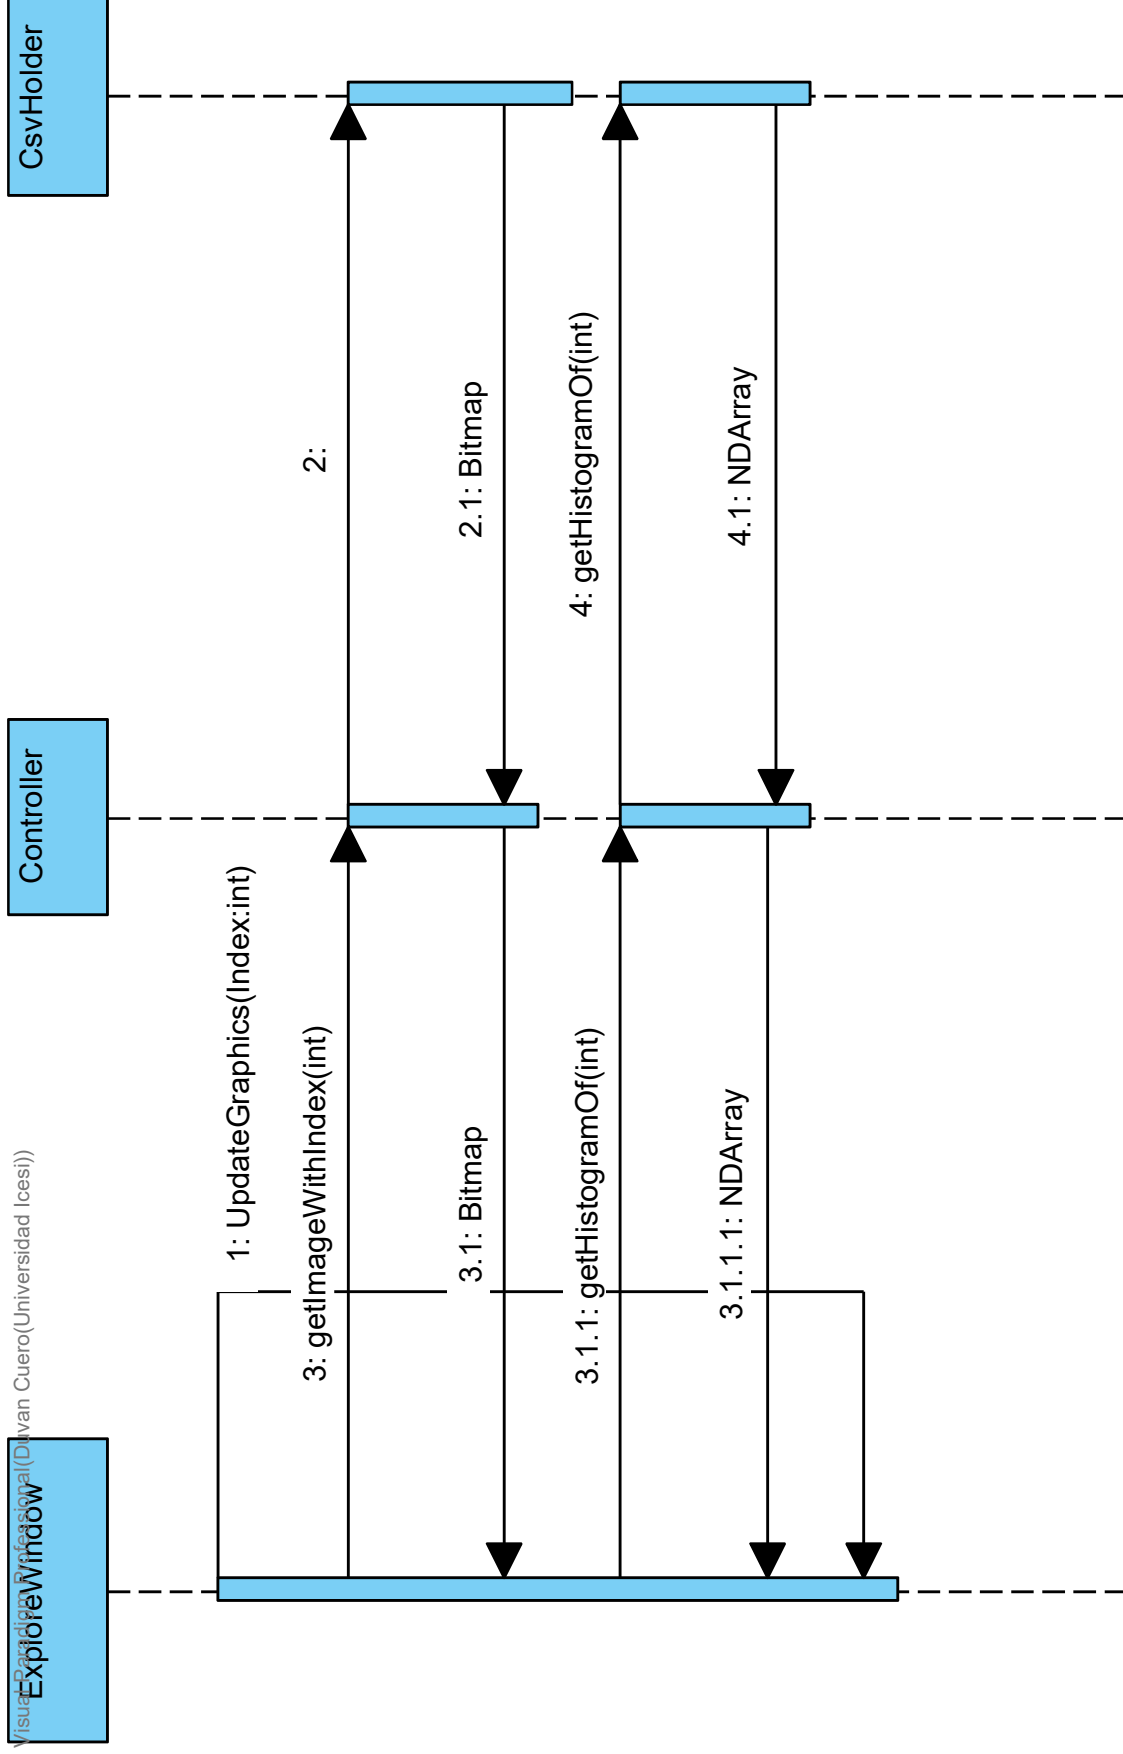 Visual Paradigm Professional(Duvan Cuero(Universidad Icesi))
ExploreWindow
Controller
CsvHolder
1: UpdateGraphics(Index:int)
3: getImageWithIndex(int)
2:
3.1: Bitmap
2.1: Bitmap
3.1.1: getHistogramOf(int)
4: getHistogramOf(int)
3.1.1.1: NDArray
4.1: NDArray